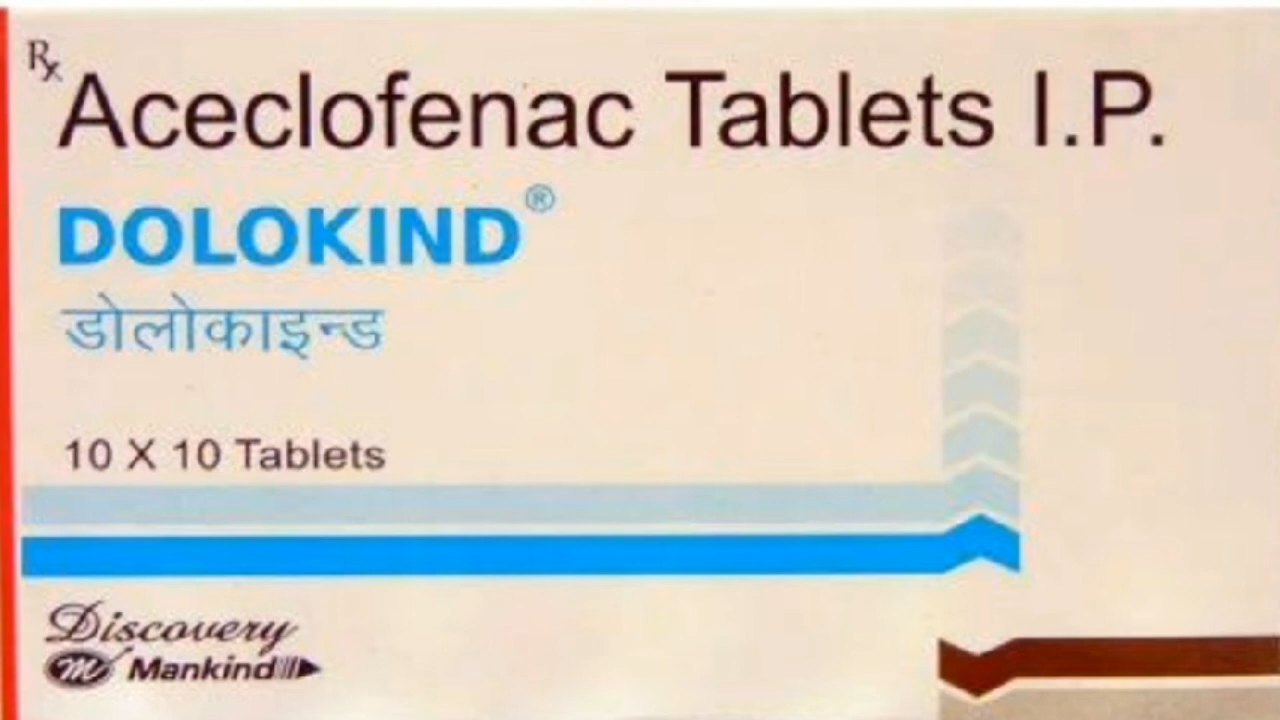 Rx
Aceclofenac Tablets I.P.
DOLOKIND®
डोलोकाइन्ड
10 X 10 Tablets
Discovery
M Mankind